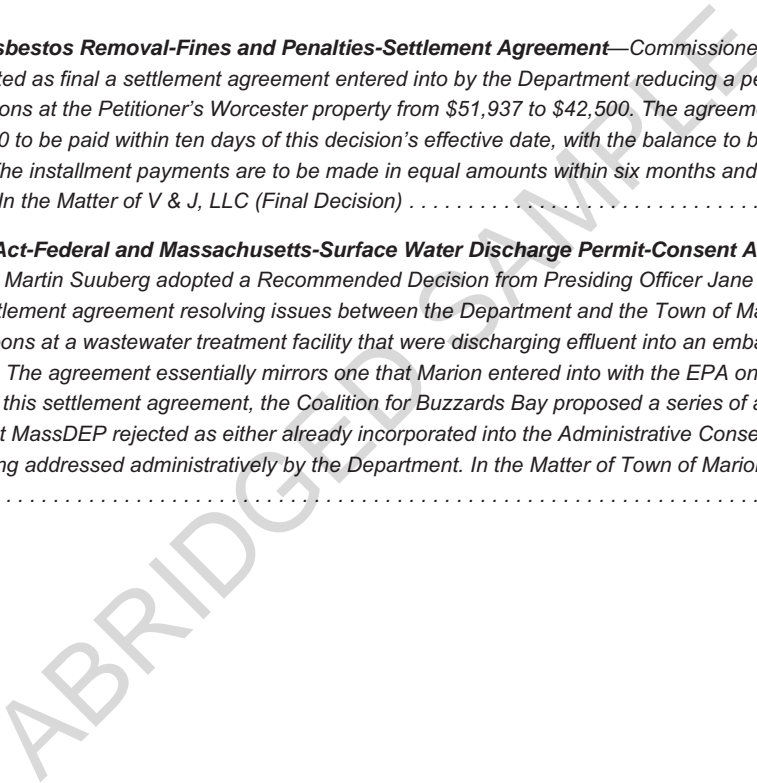 sbestos Removal-Fines and Penalties-Settlement Agreement—Commissione
ted as final a settlement agreement entered into by the Department reducing a pe
ons at the Petitioner's Worcester property from $51,937 to $42,500. The agreeme
0 to be paid within ten days of this decision's effective date, with the balance to b
he installment payments are to be made in equal amounts within six months and
In the Matter of V & J, LLC (Final Decision) . . . . . . . . . . . . . . . . . . . . . . . . . . . . . .
Act-Federal and Massachusetts-Surface Water Discharge Permit-Consent A
Martin Suuberg adopted a Recommended Decision from Presiding Officer Jane
tlement agreement resolving issues between the Department and the Town of Ma
oons at a wastewater treatment facility that were discharging effluent into an emba
. The agreement essentially mirrors one that Marion entered into with the EPA on
this settlement agreement, the Coalition for Buzzards Bay proposed a series of a
t MassDEP rejected as either already incorporated into the Administrative Conse
ng addressed administratively by the Department. In the Matter of Town of Marion
. . . . . . . . . . . . . . . . . . . . . . . . . . . . . . . . . . . . . . . . . . . . . . . . . . . . . . . . . . . .
ABRIDGED SAMPLE